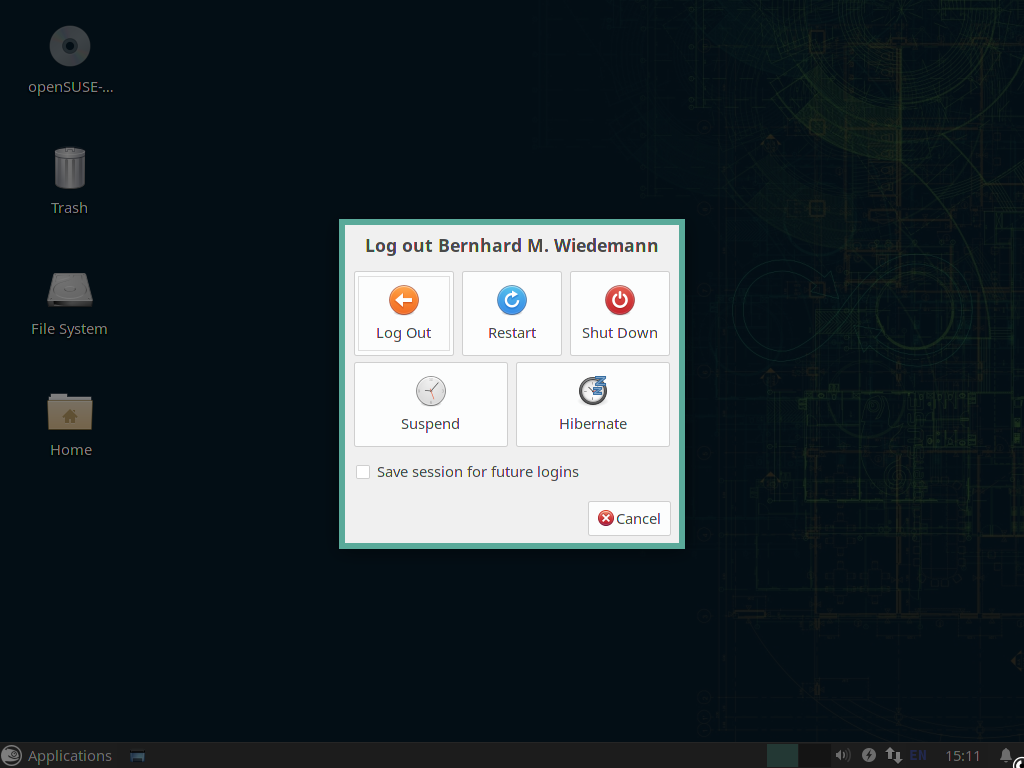 openSUSE-...
Trash
File System
Home
Log out Bernhard M. Wiedemann
Log Out
Restart
Shut Down
Suspend
Hibernate
Save session for future logins
Cancel
Applications
EN
15:11